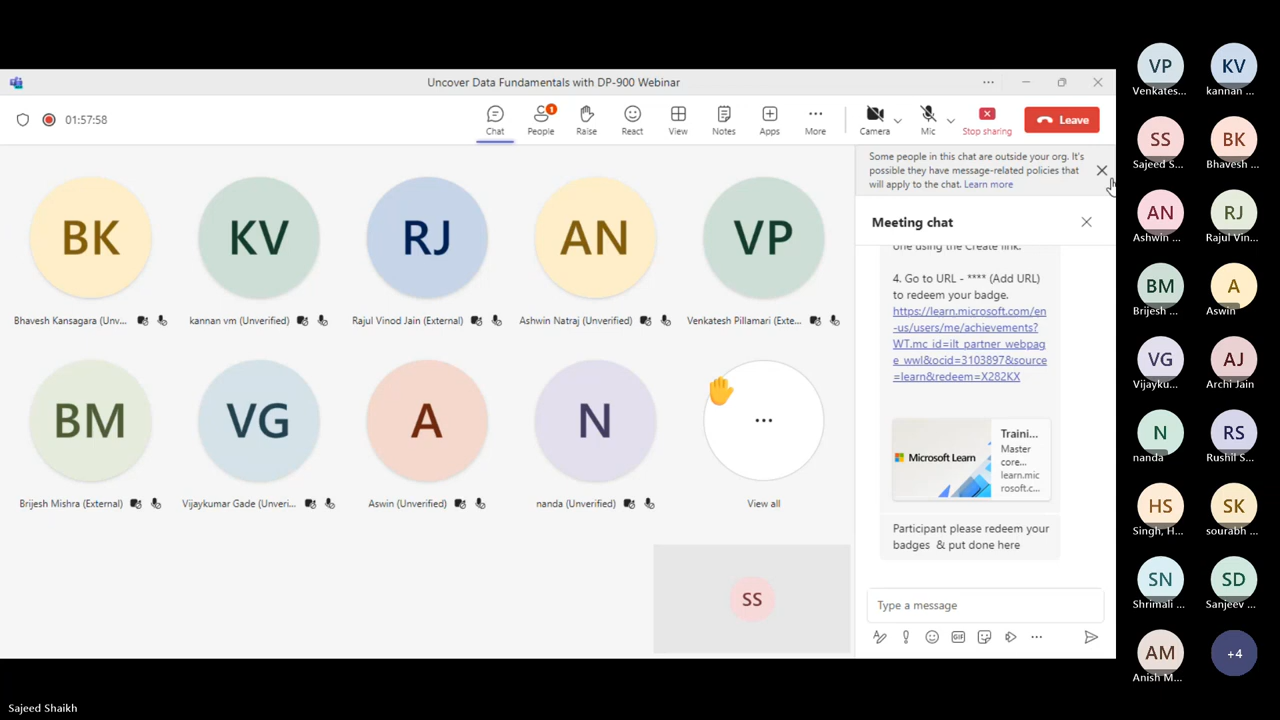 Uncover Data Fundamentals with DP-900 Webinar
01:57:58
Chat
People
1
Raise
React
View
Notes
Apps
More
Camera
Mic
Stop sharing
Leave
BK
KV
RJ
AN
VP
Bhavesh Kansagara (Unv...
kannan vm (Unverified)
Rajul Vinod Jain (External)
Ashwin Natraj (Unverified)
Venkatesh Pillamari (Exte...
BM
VG
A
N
...
Brijesh Mishra (External)
Vijaykumar Gade (Unveri...
Aswin (Unverified)
nanda (Unverified)
View all
SS
Some people in this chat are outside your org. It's
possible they have message-related policies that
will apply to the chat. Learn more
Meeting chat
one using the Create link.
4. Go to URL - **** (Add URL)
to redeem your badge.
https://learn.microsoft.com/en
-us/users/me/achievements?
WT.mc_id=ilt_partner_webpag
e_wwl&ocid=3103897&source
=learn&redeem=X282KX
Microsoft Learn
Traini...
Master
core...
learn.mic
rosoft.c...
Participant please redeem your
badges & put done here
Type a message
GIF
VP
Venkates...
KV
kannan ...
SS
Sajeed S...
BK
Bhavesh ...
AN
Ashwin ...
RJ
Rajul Vin...
BM
Brijesh ...
A
Aswin
VG
Vijayku...
AJ
Archi Jain
N
nanda
RS
Rushil S...
HS
Singh, H...
SK
sourabh ...
SN
Shrimali ...
SD
Sanjeev ...
AM
Anish M...
+4
Sajeed Shaikh